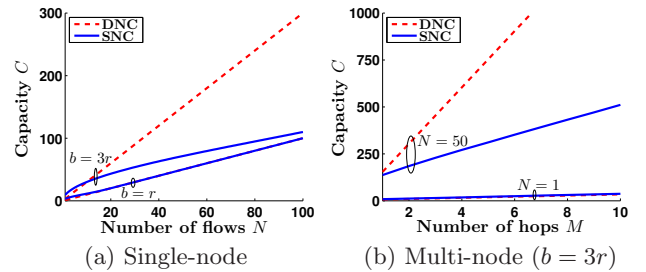 DNC
SNC
300
200
100
0
20
40
60
80
100
Capacity C
Number of flows N
b = 3r
b = r
(a) Single-node
DNC
SNC
1000
750
500
250
0
2
4
6
8
10
Capacity C
Number of hops M
N = 50
N = 1
(b) Multi-node (b = 3r)